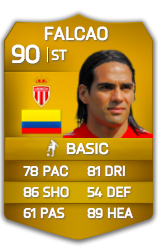 FALCAO
90 ST
BASIC
78 PAC 81 DRI
86 SHO 54 DEF
61 PAS 89 HEA